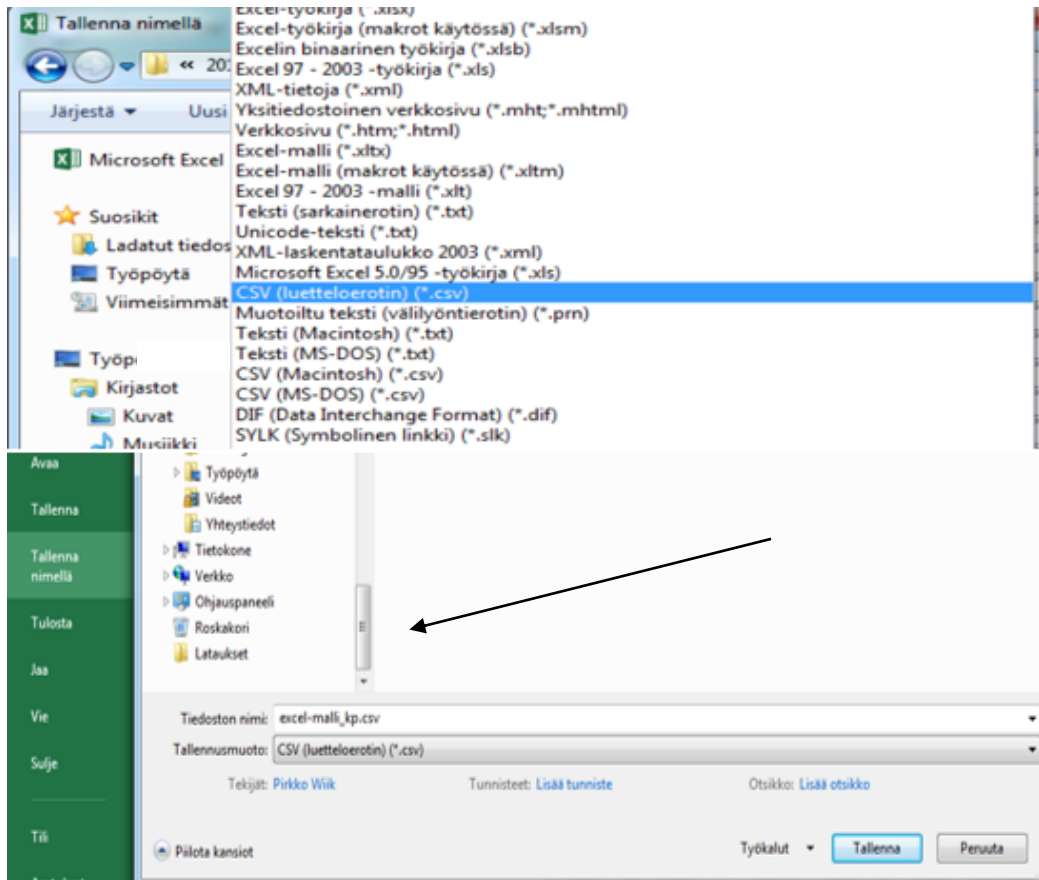 Tallenna nimellä
« 20
Järjestä
Uusi
Microsoft Excel
Suosikit
Ladatut tiedos
Työpöytä
Viimeisimmät
Työp
Kirjastot
Kuvat
Musiikki
Excel-työkirja (*.xlsx)
Excel-työkirja (makrot käytössä) (*.xlsm)
Excelin binaarinen työkirja (*.xlsb)
Excel 97 - 2003 -työkirja (*.xls)
XML-tietoja (*.xml)
Yksitiedostoinen verkkosivu (*.mht;*.mhtml)
Verkkosivu (*.htm;*.html)
Excel-malli (*.xltx)
Excel-malli (makrot käytössä) (*.xltm)
Excel 97 - 2003 -malli (*.xlt)
Teksti (sarkainerotin) (*.txt)
Unicode-teksti (*.txt)
XML-laskentataulukko 2003 (*.xml)
Microsoft Excel 5.0/95 -työkirja (*.xls)
CSV (luetteloerotin) (*.csv)
Muotoiltu teksti (välilyöntierotin) (*.prn)
Teksti (Macintosh) (*.txt)
Teksti (MS-DOS) (*.txt)
CSV (Macintosh) (*.csv)
CSV (MS-DOS) (*.csv)
DIF (Data Interchange Format) (*.dif)
SYLK (Symbolinen linkki) (*.slk)
Avaa
Tallenna
Tallenna
nimellä
Tulosta
Jaa
Vie
Sulje
Tili
Työpöytä
Videot
Yhteystiedot
Tietokone
Verkko
Ohjauspaneeli
Roskakori
Lataukset
Tiedoston nimi: excel-malli_kp.csv
Tallennusmuoto: CSV (luetteloerotin) (*.csv)
Tekijät: Pirkko Wiik Tunnisteet: Lisää tunniste Otsikko: Lisää otsikko
Piilota kansiot Työkalut Tallenna Peruuta